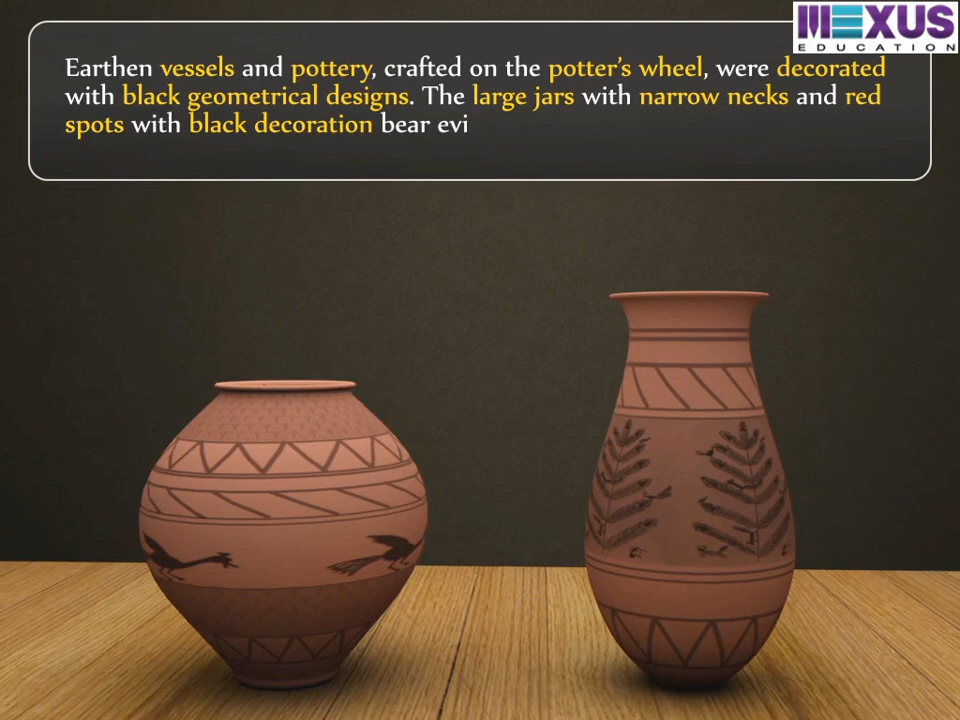 MEXUS
EDUCATION
Earthen vessels and pottery, crafted on the potter's wheel, were decorated
with black geometrical designs. The large jars with narrow necks and red
spots with black decoration bear evi